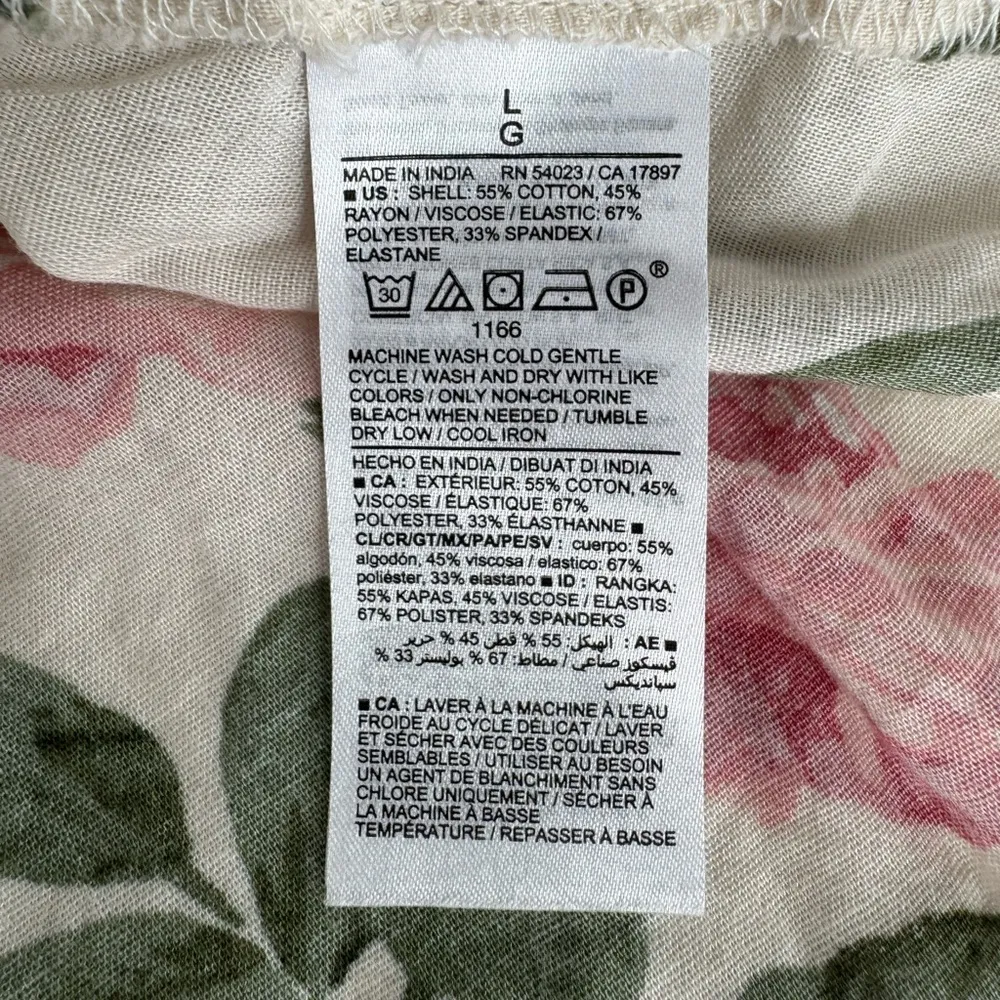 L
G
MADE IN INDIA RN 54023 / CA 17897
■ US : SHELL: 55% COTTON, 45%
RAYON / VISCOSE / ELASTIC: 67%
POLYESTER, 33% SPANDEX /
ELASTANE
30 P ®
1166
MACHINE WASH COLD GENTLE
CYCLE / WASH AND DRY WITH LIKE
COLORS / ONLY NON-CHLORINE
BLEACH WHEN NEEDED / TUMBLE
DRY LOW / COOL IRON
HECHO EN INDIA / DIBUAT DI INDIA
■ CA : EXTÉRIEUR: 55% COTON, 45%
VISCOSE / ÉLASTIQUE: 67%
POLYESTER, 33% ÉLASTHANNE ■
CL/CR/GT/MX/PA/PE/SV : cuerpo: 55%
algodón, 45% viscosa / elastico: 67%
poliéster, 33% elastano ■ ID : RANGKA:
55% KAPAS, 45% VISCOSE / ELASTIS:
67% POLISTER, 33% SPANDEKS
■ AE : الهيكل: 55 % قطن 45 % حرير
فيسكوز صناعي / مطاط: 67 % بوليستر 33 %
سبانديكس
■ CA : LAVER À LA MACHINE À L'EAU
FROIDE AU CYCLE DÉLICAT / LAVER
ET SÉCHER AVEC DES COULEURS
SEMBLABLES / UTILISER AU BESOIN
UN AGENT DE BLANCHIMENT SANS
CHLORE UNIQUEMENT / SÉCHER À
LA MACHINE À BASSE
TEMPÉRATURE / REPASSER À BASSE